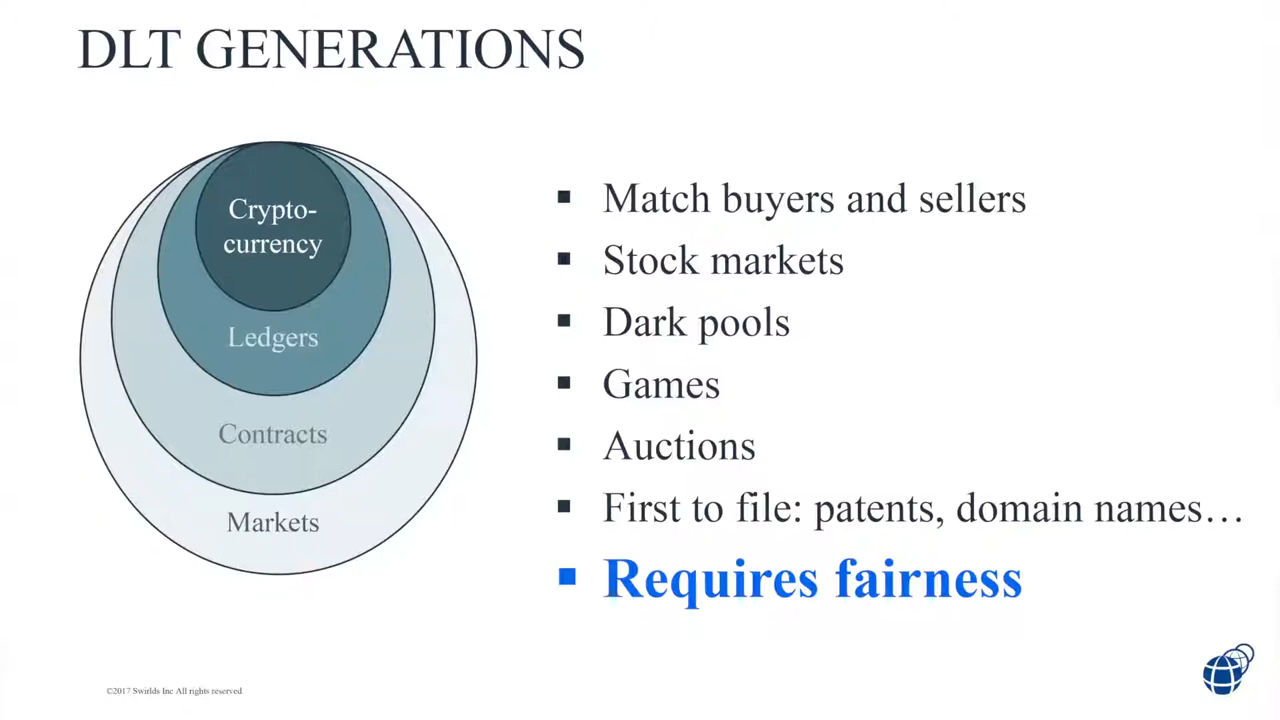 DLT GENERATIONS
Crypto-
currency
Ledgers
Contracts
Markets
▪ Match buyers and sellers
▪ Stock markets
▪ Dark pools
▪ Games
▪ Auctions
▪ First to file: patents, domain names…
▪ Requires fairness
©2017 Swirlds Inc All rights reserved.